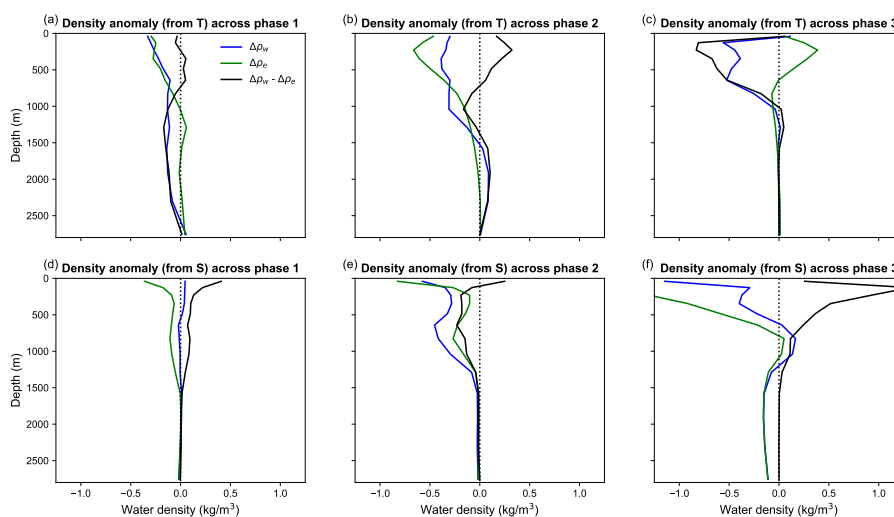 (a) Density anomaly (from T) across phase 1
(b) Density anomaly (from T) across phase 2
(c) Density anomaly (from T) across phase 3
Δρw
Δρe
Δρw - Δρe
Depth (m)
0
500
1000
1500
2000
2500
(d) Density anomaly (from S) across phase 1
(e) Density anomaly (from S) across phase 2
(f) Density anomaly (from S) across phase 3
Depth (m)
0
500
1000
1500
2000
2500
−1.0 −0.5 0.0 0.5 1.0
−1.0 −0.5 0.0 0.5 1.0
−1.0 −0.5 0.0 0.5 1.0
Water density (kg/m³)
Water density (kg/m³)
Water density (kg/m³)